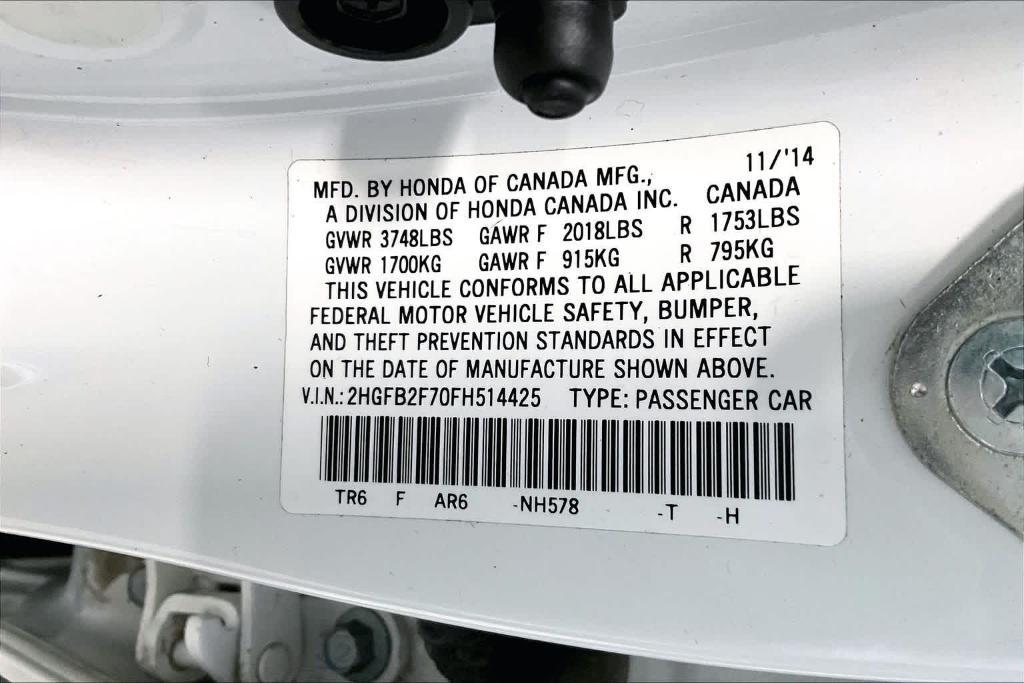 11/'14
MFD. BY HONDA OF CANADA MFG.,
A DIVISION OF HONDA CANADA INC. CANADA
GVWR 3748LBS GAWR F 2018LBS R 1753LBS
GVWR 1700KG GAWR F 915KG R 795KG
THIS VEHICLE CONFORMS TO ALL APPLICABLE
FEDERAL MOTOR VEHICLE SAFETY, BUMPER,
AND THEFT PREVENTION STANDARDS IN EFFECT
ON THE DATE OF MANUFACTURE SHOWN ABOVE.
V.I.N.: 2HGFB2F70FH514425 TYPE: PASSENGER CAR
TR6 F AR6 -NH578 -T -H